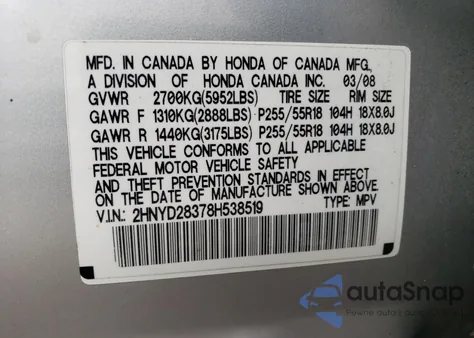 MFD. IN CANADA BY HONDA OF CANADA MFG.,
A DIVISION OF HONDA CANADA INC. 03/08
GVWR 2700KG(5952LBS) TIRE SIZE RIM SIZE
GAWR F 1310KG(2888LBS) P255/55R18 104H 18X8.0J
GAWR R 1440KG(3175LBS) P255/55R18 104H 18X8.0J
THIS VEHICLE CONFORMS TO ALL APPLICABLE
FEDERAL MOTOR VEHICLE SAFETY
AND THEFT PREVENTION STANDARDS IN EFFECT
ON THE DATE OF MANUFACTURE SHOWN ABOVE.
V.I.N.: 2HNYD28378H538519 TYPE: MPV
autoSnap
Pewne auto z autostrady